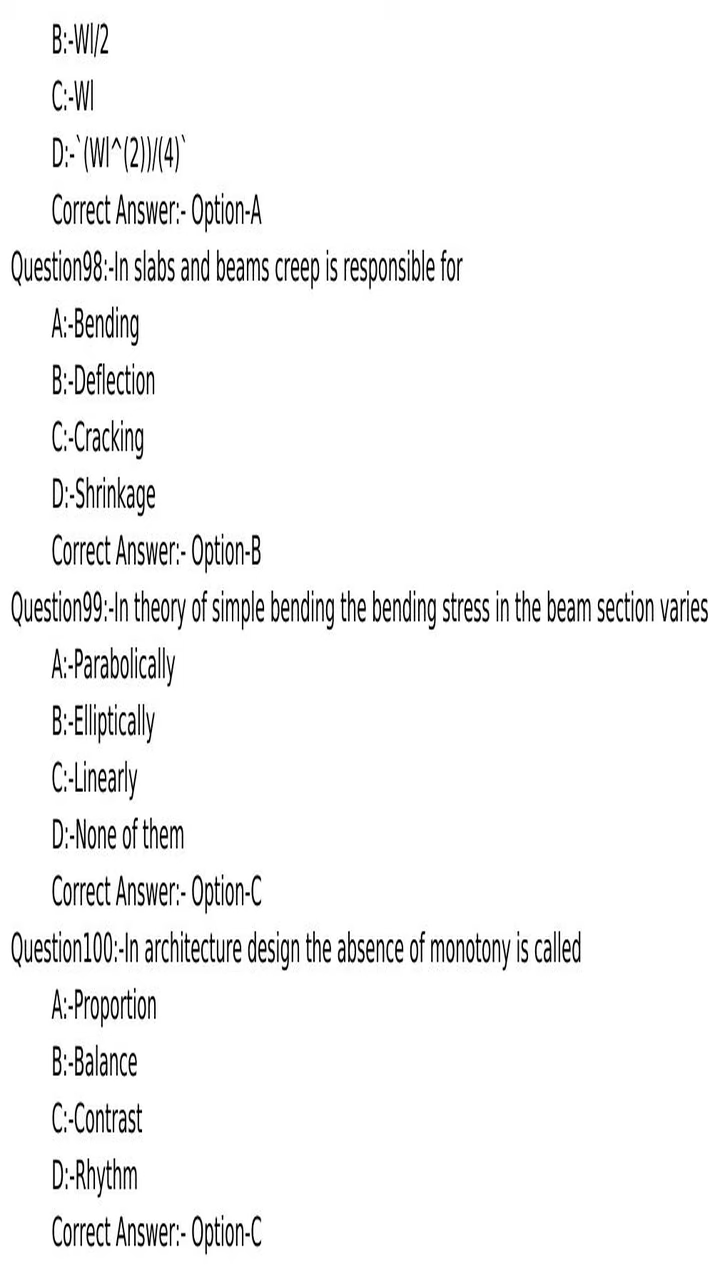 B:-Wl/2
C:-Wl
D:-`(Wl^(2))/(4)`
Correct Answer:- Option-A
Question98:-In slabs and beams creep is responsible for
A:-Bending
B:-Deflection
C:-Cracking
D:-Shrinkage
Correct Answer:- Option-B
Question99:-In theory of simple bending the bending stress in the beam section varies
A:-Parabolically
B:-Elliptically
C:-Linearly
D:-None of them
Correct Answer:- Option-C
Question100:-In architecture design the absence of monotony is called
A:-Proportion
B:-Balance
C:-Contrast
D:-Rhythm
Correct Answer:- Option-C